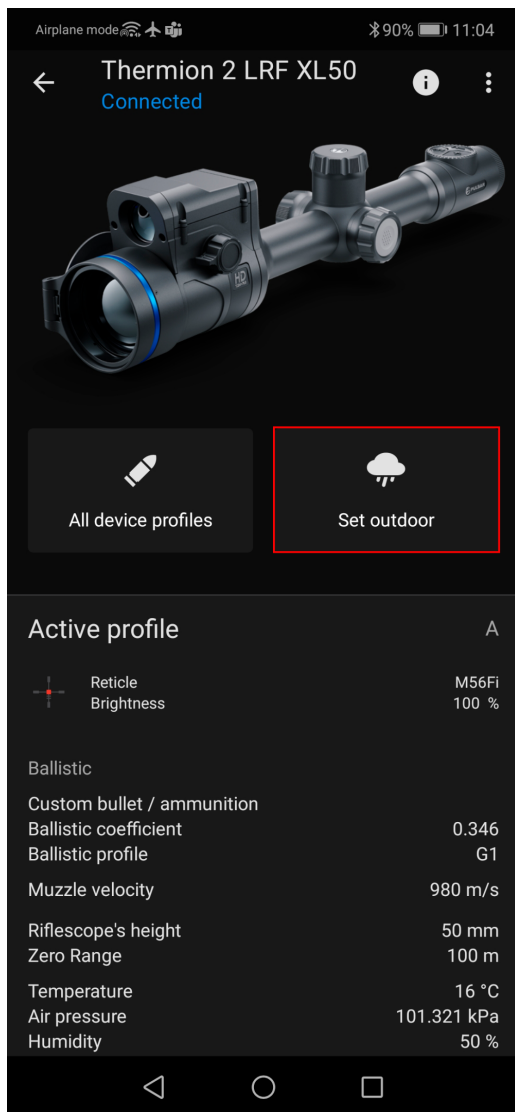 Airplane mode 90% 11:04
Thermion 2 LRF XL50
Connected
PULSAR
HD
All device profiles
Set outdoor
Active profile A
Reticle M56Fi
Brightness 100 %
Ballistic
Custom bullet / ammunition
Ballistic coefficient 0.346
Ballistic profile G1
Muzzle velocity 980 m/s
Riflescope's height 50 mm
Zero Range 100 m
Temperature 16 °C
Air pressure 101.321 kPa
Humidity 50 %